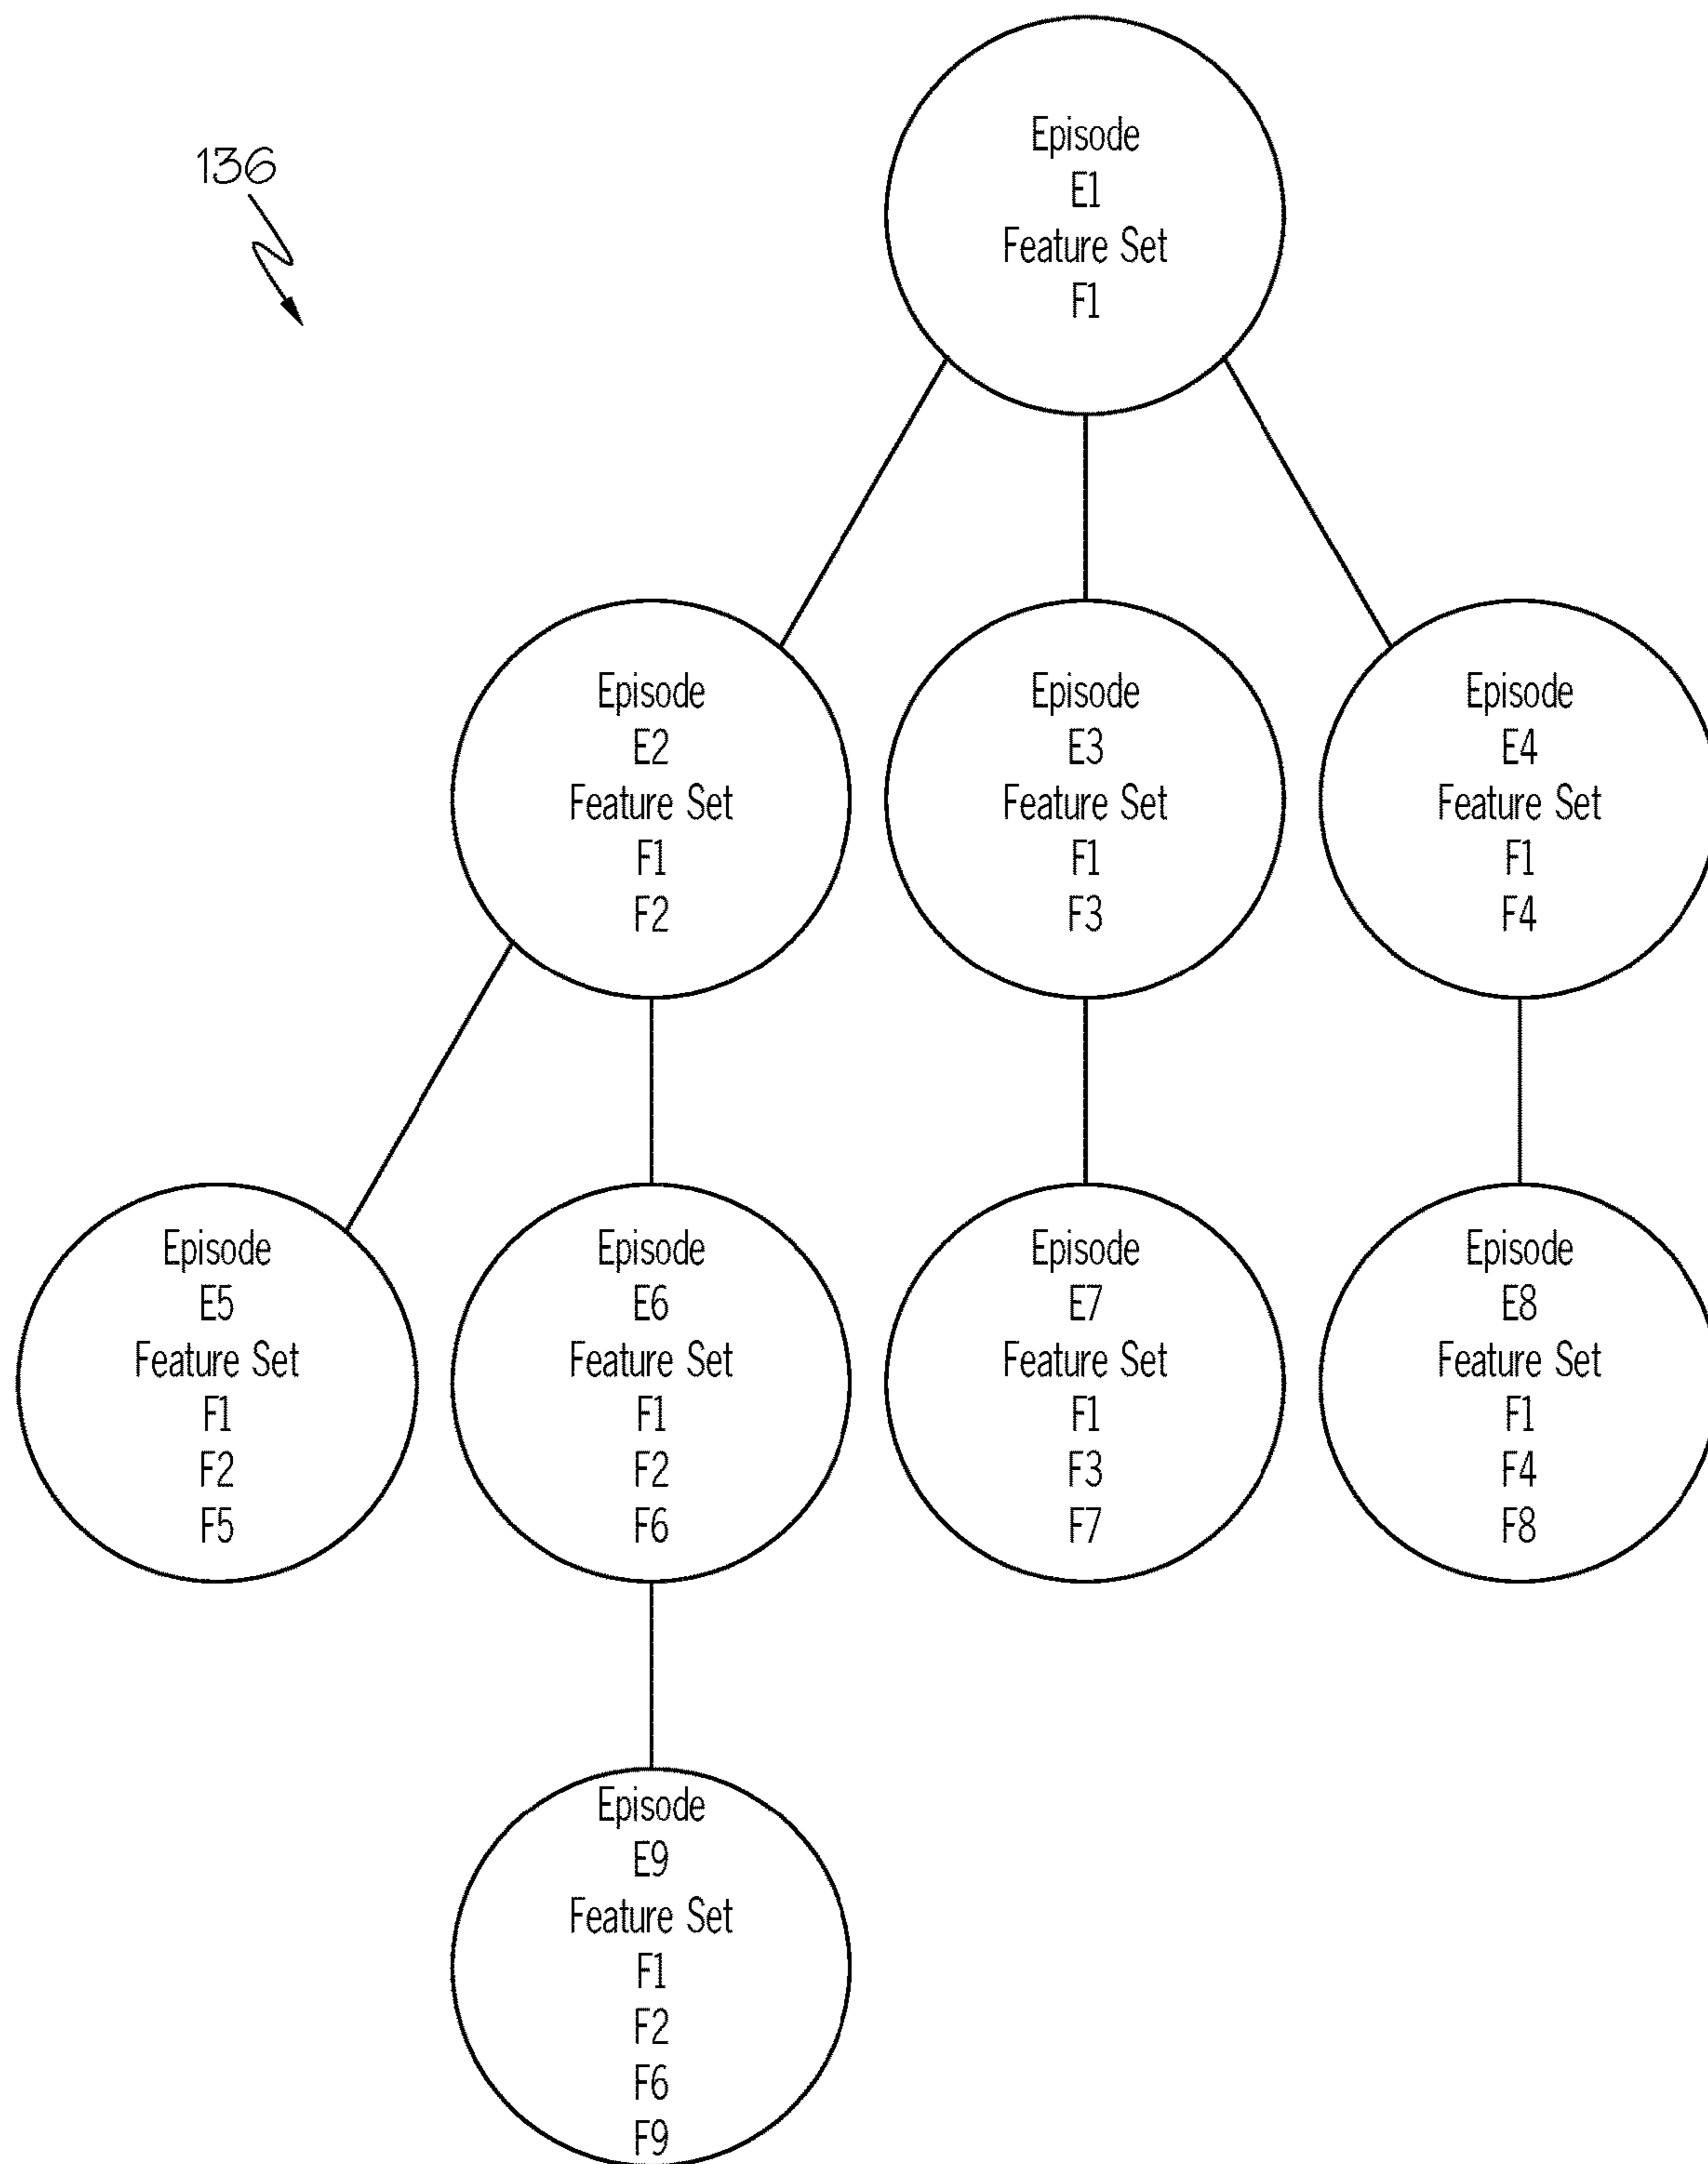 136
Episode
E1
Feature Set
F1
Episode
E2
Feature Set
F1
F2
Episode
E3
Feature Set
F1
F3
Episode
E4
Feature Set
F1
F4
Episode
E5
Feature Set
F1
F2
F5
Episode
E6
Feature Set
F1
F2
F6
Episode
E7
Feature Set
F1
F3
F7
Episode
E8
Feature Set
F1
F4
F8
Episode
E9
Feature Set
F1
F2
F6
F9